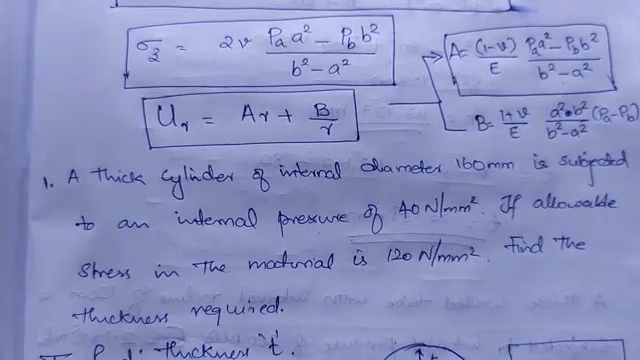 σz = 2ν (Pa a² – Pb b²) / (b² – a²)
A = (1–ν)/E (Pa a² – Pb b²) / (b² – a²)
Ur = Ar + B/r
B = (1+ν)/E (a² b²) / (b² – a²) (Pa – Pb)
1. A thick cylinder of internal diameter 160mm is subjected
to an internal pressure of 40 N/mm². If allowable
stress in the material is 120 N/mm². Find the
thickness required.
thickness 't'.